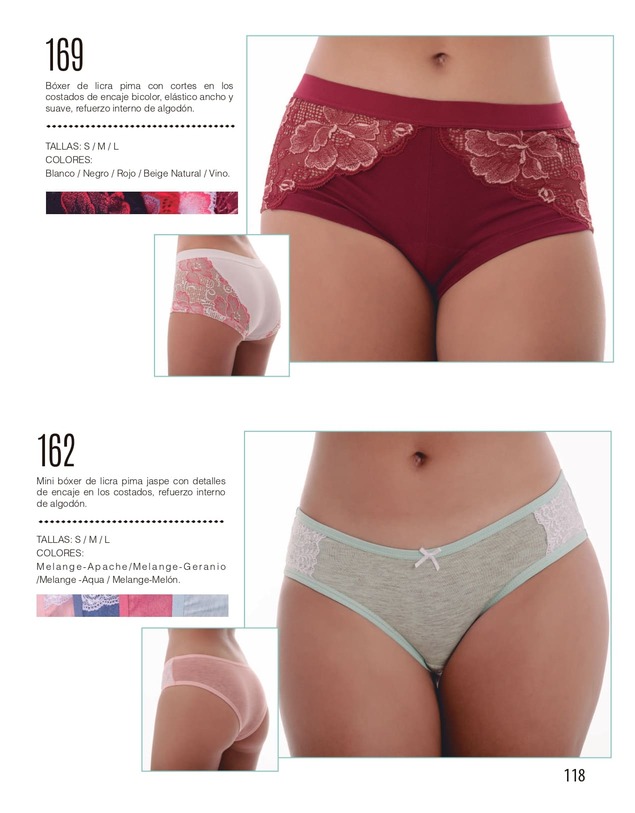 169
Bóxer de licra pima con cortes en los
costados de encaje bicolor, elástico ancho y
suave, refuerzo interno de algodón.
TALLAS: S / M / L
COLORES:
Blanco / Negro / Rojo / Beige Natural / Vino.
162
Mini bóxer de licra pima jaspe con detalles
de encaje en los costados, refuerzo interno
de algodón.
TALLAS: S / M / L
COLORES:
Melange-Apache/Melange-Geranio
/Melange -Aqua / Melange-Melón.
118